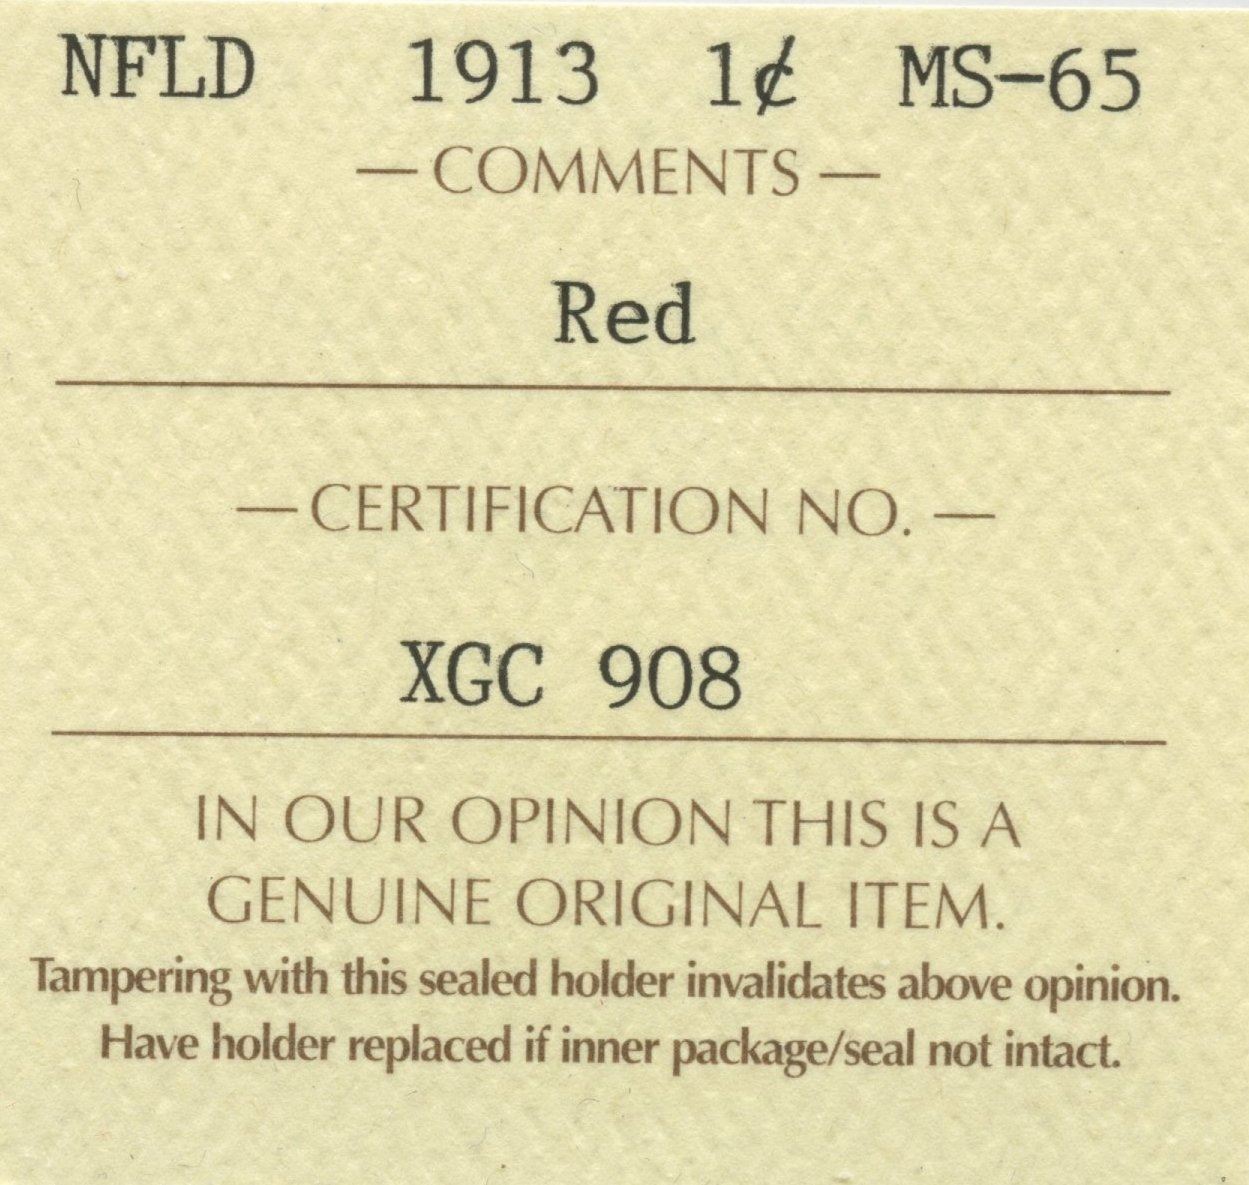 NFLD 1913 1¢ MS-65
— COMMENTS —
Red
— CERTIFICATION NO. —
XGC 908
IN OUR OPINION THIS IS A
GENUINE ORIGINAL ITEM.
Tampering with this sealed holder invalidates above opinion.
Have holder replaced if inner package/seal not intact.